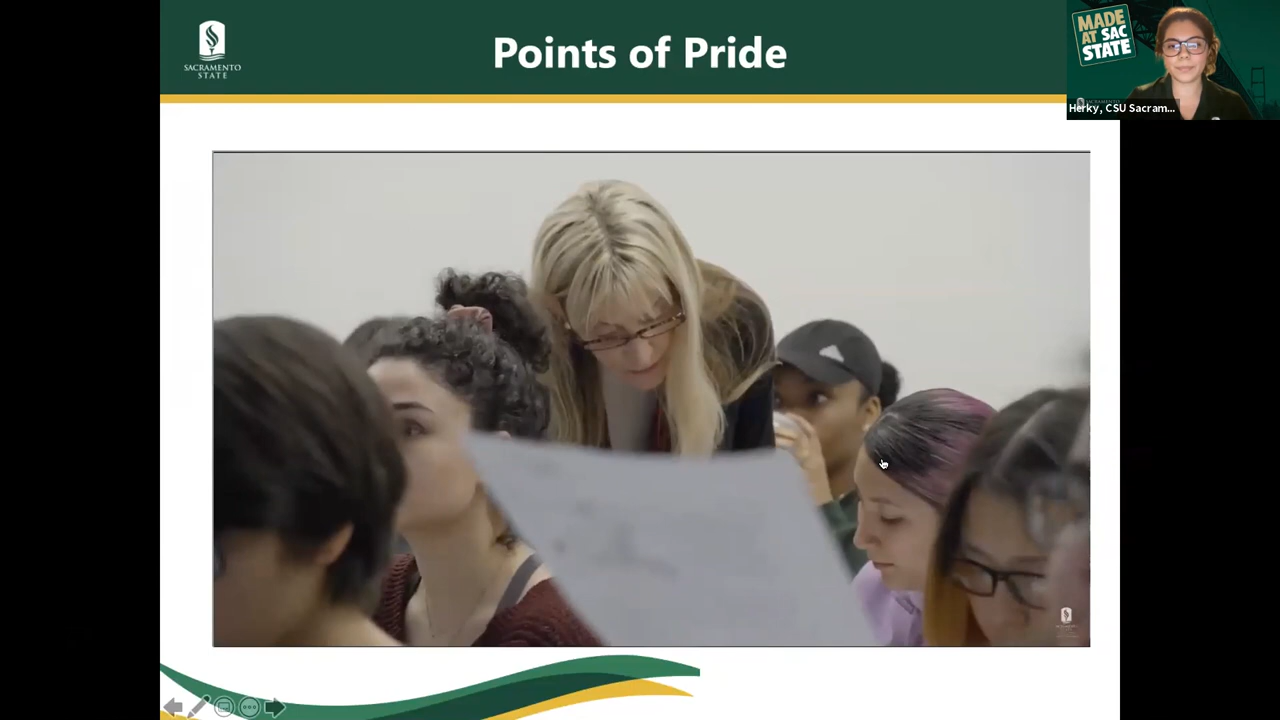 SACRAMENTO
STATE
Points of Pride
MADE
AT SAC
STATE
Herky, CSU Sacram...